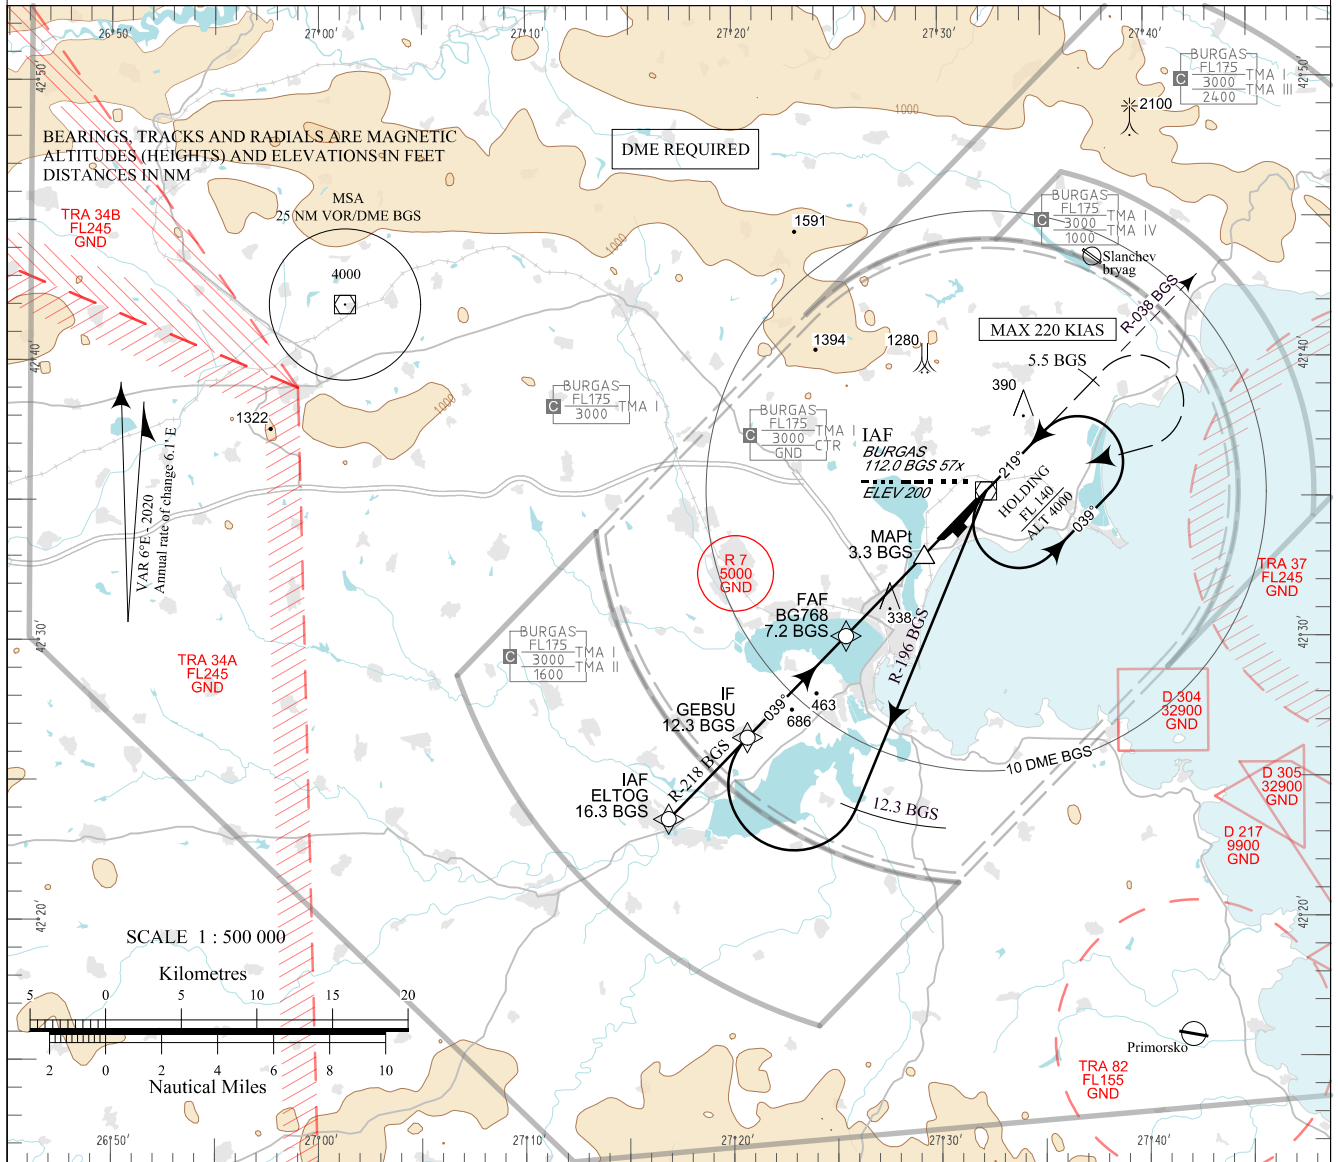 26°50'
27°00'
27°10'
27°20'
27°30'
27°40'
42°50'
42°50'
BURGAS
FL175
C 3000 TMA I
2400 TMA III
2100
1000
BEARINGS, TRACKS AND RADIALS ARE MAGNETIC
ALTITUDES (HEIGHTS) AND ELEVATIONS IN FEET
DISTANCES IN NM
DME REQUIRED
MSA
25 NM VOR/DME BGS
4000
TRA 34B
FL245
GND
1591
1000
BURGAS
FL175
C 3000 TMA I
1000 TMA IV
Slanchev
bryag
R-038 BGS
MAX 220 KIAS
5.5 BGS
1394
1280
390
42°40'
42°40'
BURGAS
FL175
C 3000 TMA I
1000
1322
BURGAS
FL175
C 3000 TMA I
GND CTR
IAF
BURGAS
112.0 BGS 57x
ELEV 200
219°
HOLDING
FL 140
ALT 4000
039°
VAR 6°E - 2020
Annual rate of change 6.1' E
MAPt
3.3 BGS
R 7
5000
GND
TRA 37
FL245
GND
FAF
BG768
7.2 BGS
338
R-196 BGS
42°30'
42°30'
BURGAS
FL175
C 3000 TMA I
1600 TMA II
TRA 34A
FL245
GND
IF
GEBSU
12.3 BGS
039°
463
686
D 304
32900
GND
R-218 BGS
10 DME BGS
IAF
ELTOG
16.3 BGS
12.3 BGS
D 305
32900
GND
D 217
9900
GND
42°20'
42°20'
SCALE 1 : 500 000
Kilometres
5 0 5 10 15 20
2 0 2 4 6 8 10
Nautical Miles
Primorsko
TRA 82
FL155
GND
26°50'
27°00'
27°10'
27°20'
27°30'
27°40'